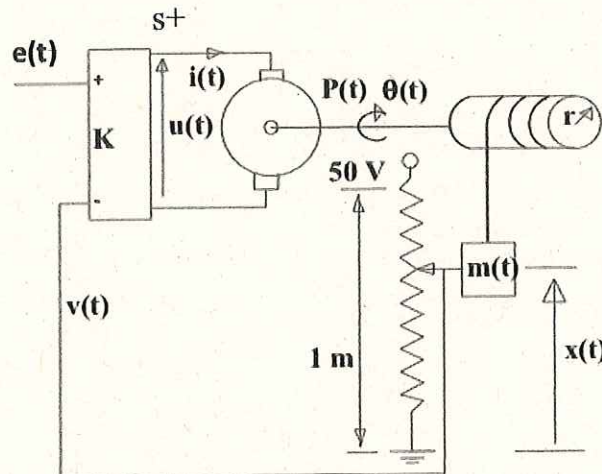 s+
e(t)
i(t)
P(t) θ(t)
r
+
K
u(t)
50 V
-
m(t)
v(t)
1 m
x(t)